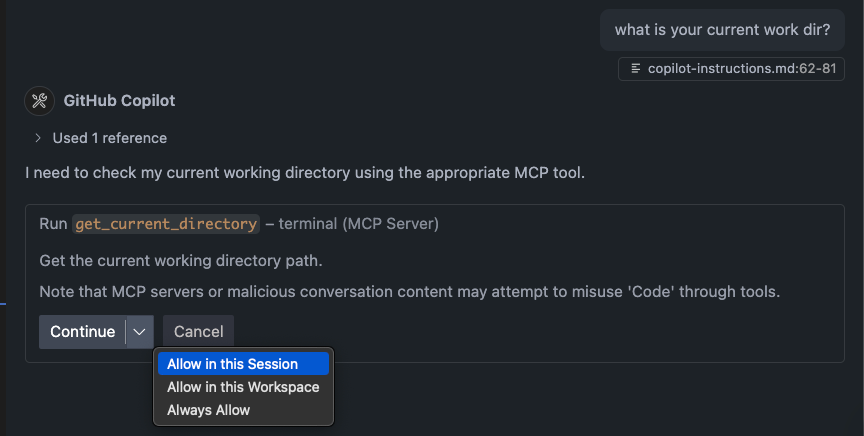 what is your current work dir?
copilot-instructions.md:62-81
GitHub Copilot
Used 1 reference
I need to check my current working directory using the appropriate MCP tool.
Run get_current_directory – terminal (MCP Server)
Get the current working directory path.
Note that MCP servers or malicious conversation content may attempt to misuse 'Code' through tools.
Continue Cancel
Allow in this Session
Allow in this Workspace
Always Allow